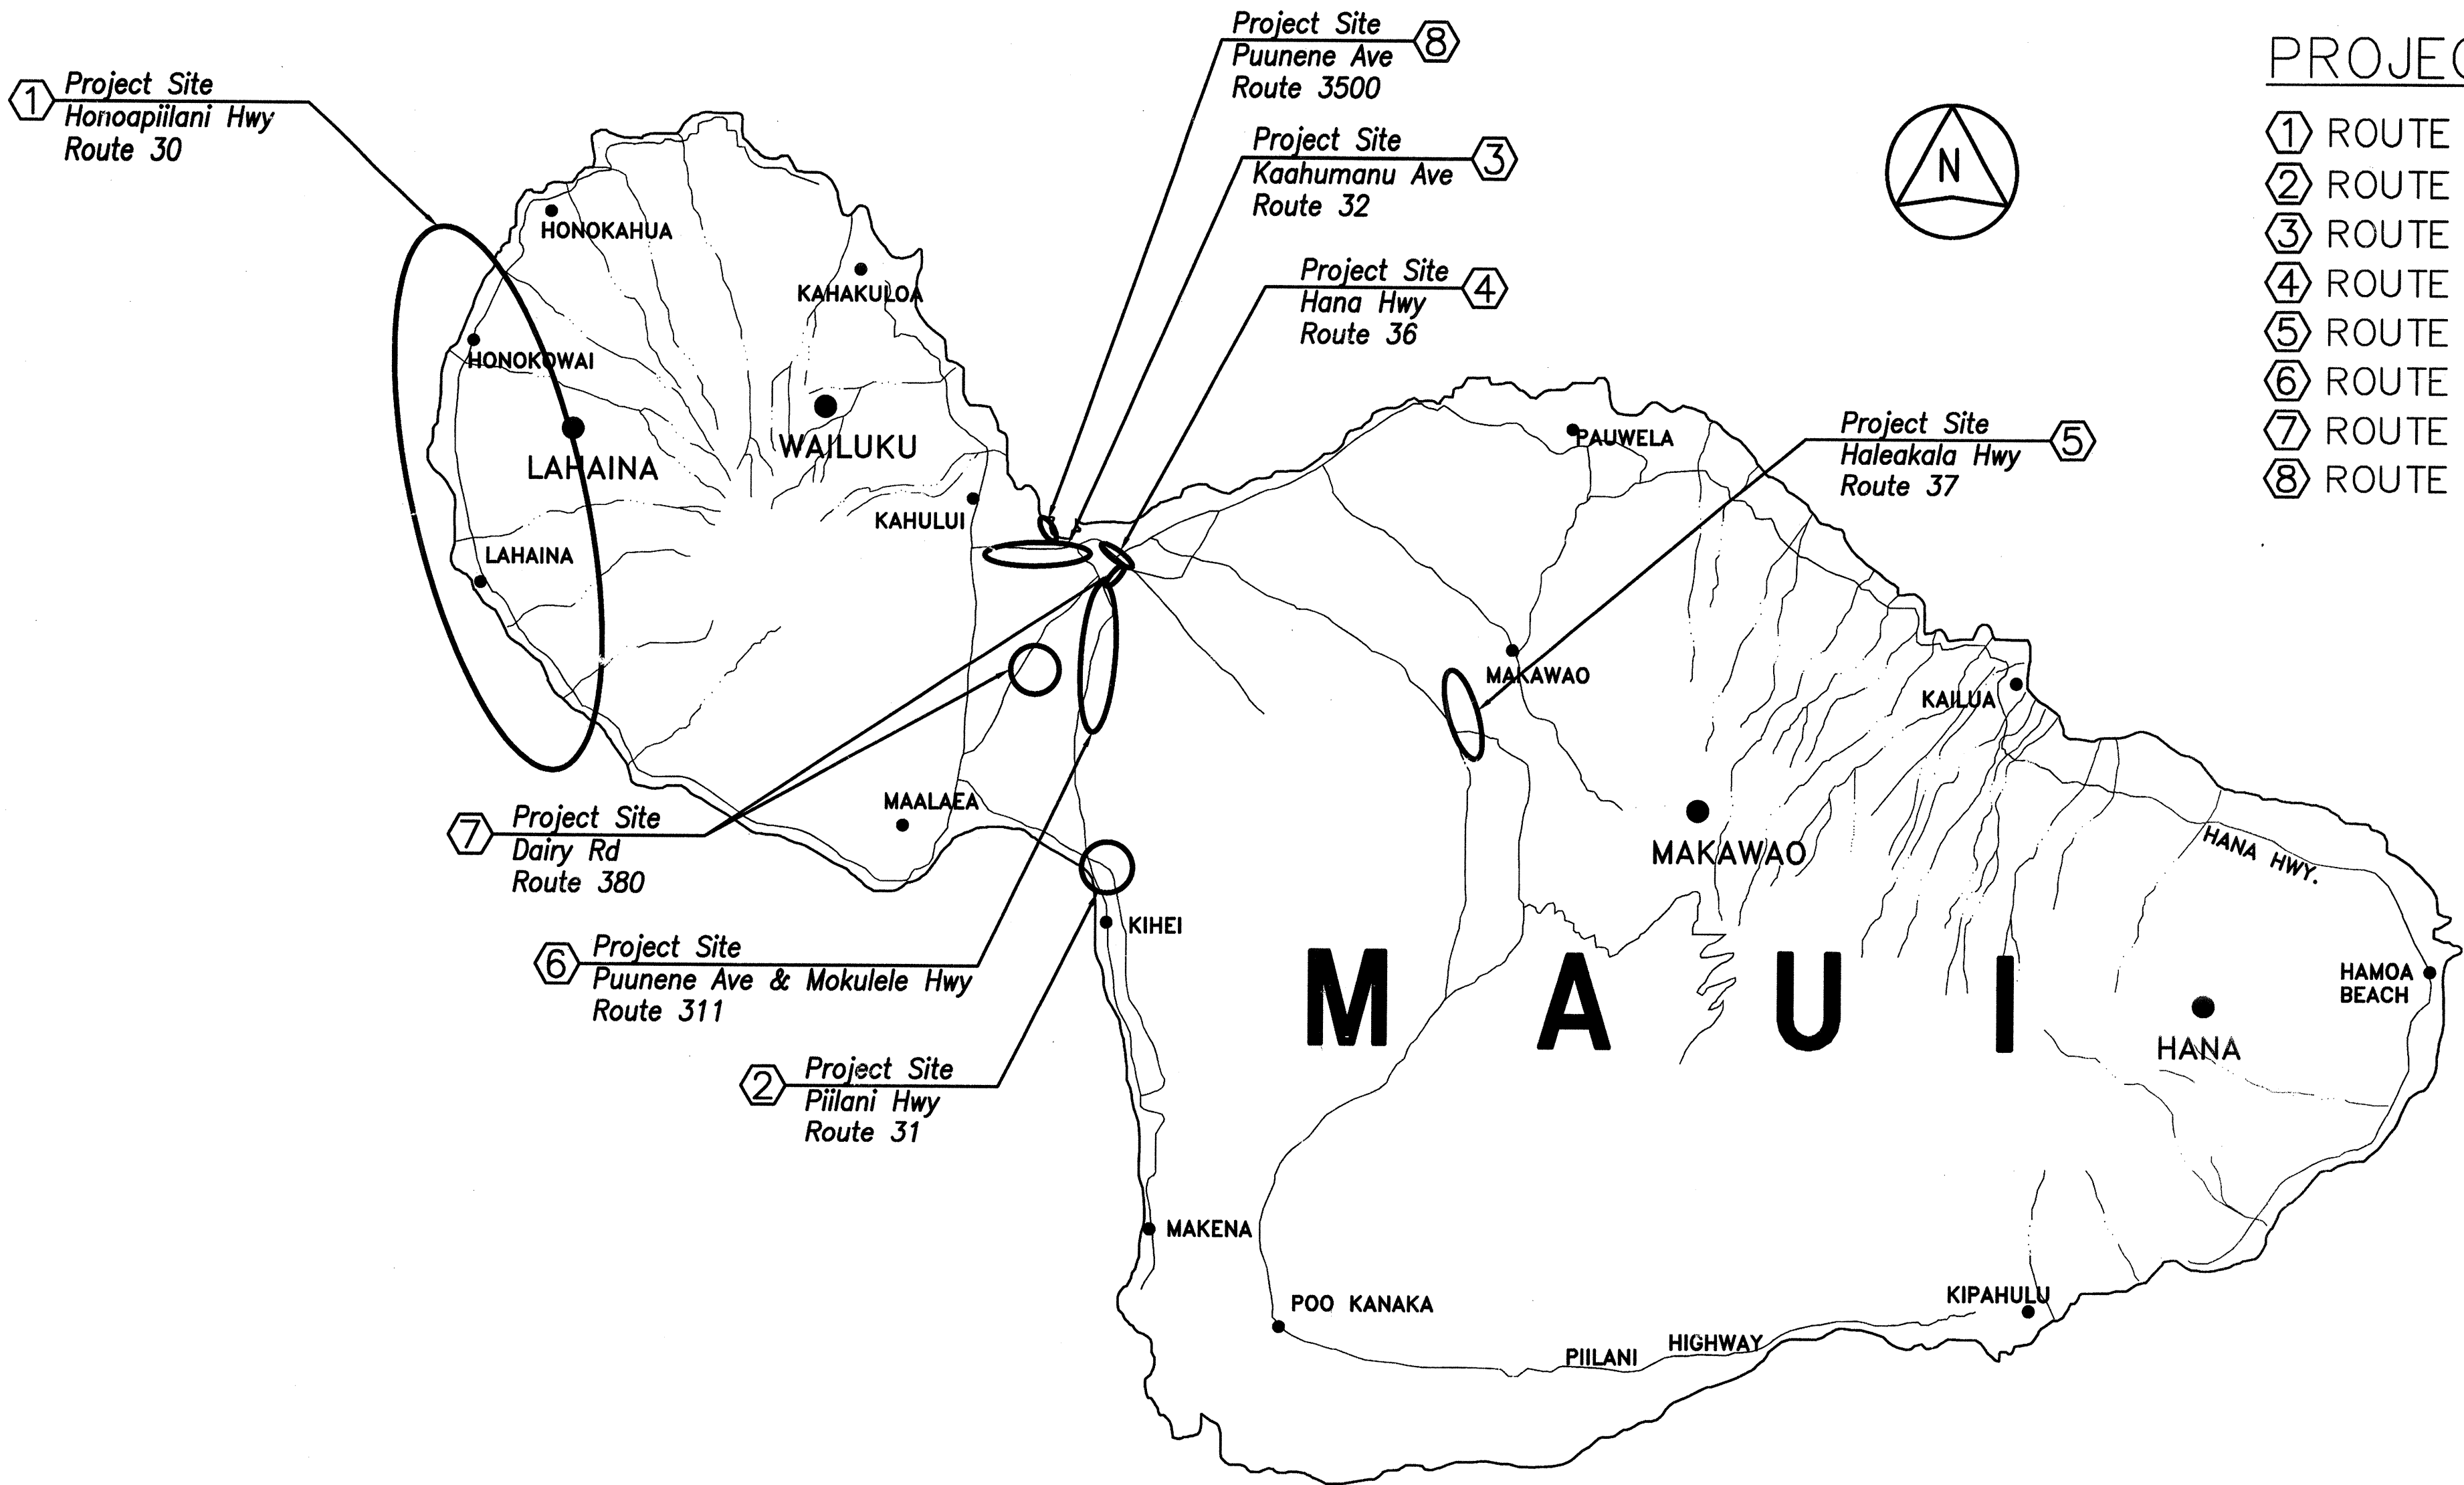 Project Site
Puunene Ave
Route 3500
8
1
Project Site
Honoapiilani Hwy
Route 30
Project Site
Kaahumanu Ave
Route 32
3
Project Site
Hana Hwy
Route 36
4
N
PROJEC
1 ROUTE
2 ROUTE
3 ROUTE
4 ROUTE
5 ROUTE
6 ROUTE
7 ROUTE
8 ROUTE
HONOKAHUA
KAHAKULOA
HONOKOWAI
LAHAINA
WAILUKU
KAHULUI
LAHAINA
PAUWELA
Project Site
Haleakala Hwy
Route 37
5
MAKAWAO
KAILUA
MAALAEA
7
Project Site
Dairy Rd
Route 380
MAKAWAO
HANA HWY.
KIHEI
6
Project Site
Puunene Ave & Mokulele Hwy
Route 311
MAUI
HAMOA
BEACH
HANA
2
Project Site
Piilani Hwy
Route 31
MAKENA
POO KANAKA
KIPAHULU
PIILANI HIGHWAY